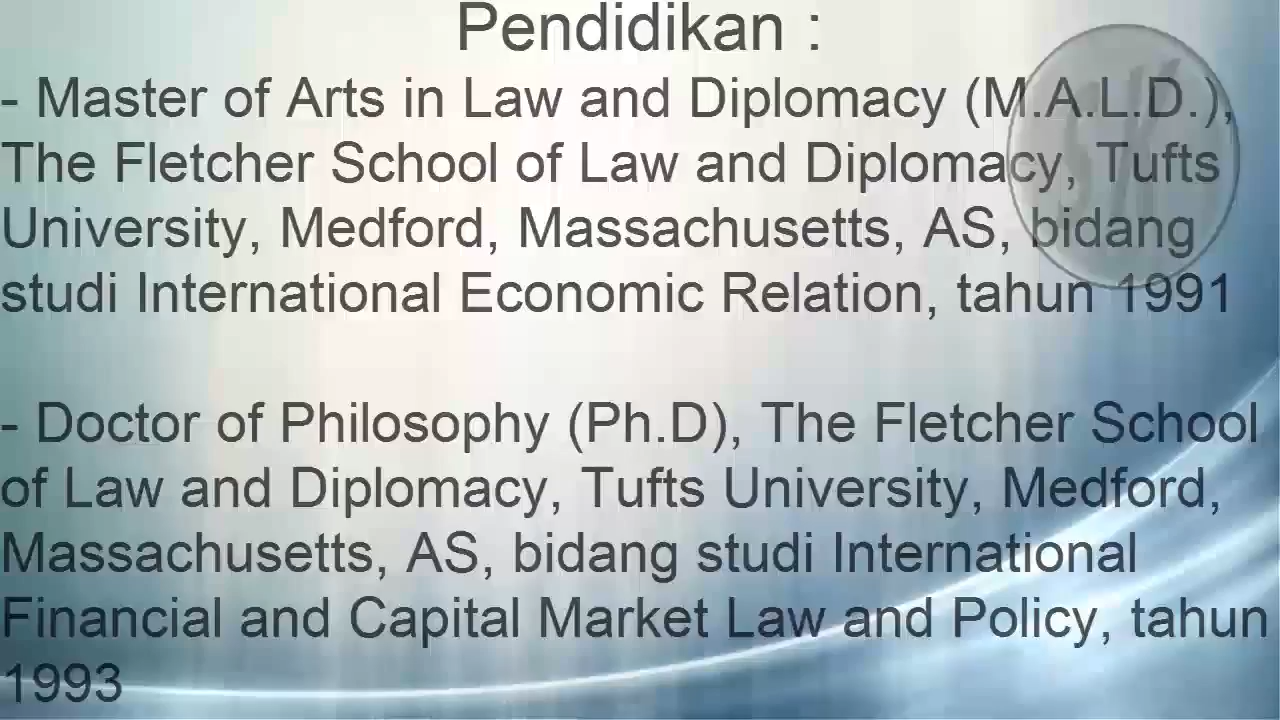 Pendidikan :
- Master of Arts in Law and Diplomacy (M.A.L.D.),
The Fletcher School of Law and Diplomacy, Tufts
University, Medford, Massachusetts, AS, bidang
studi International Economic Relation, tahun 1991
- Doctor of Philosophy (Ph.D), The Fletcher School
of Law and Diplomacy, Tufts University, Medford,
Massachusetts, AS, bidang studi International
Financial and Capital Market Law and Policy, tahun
1993